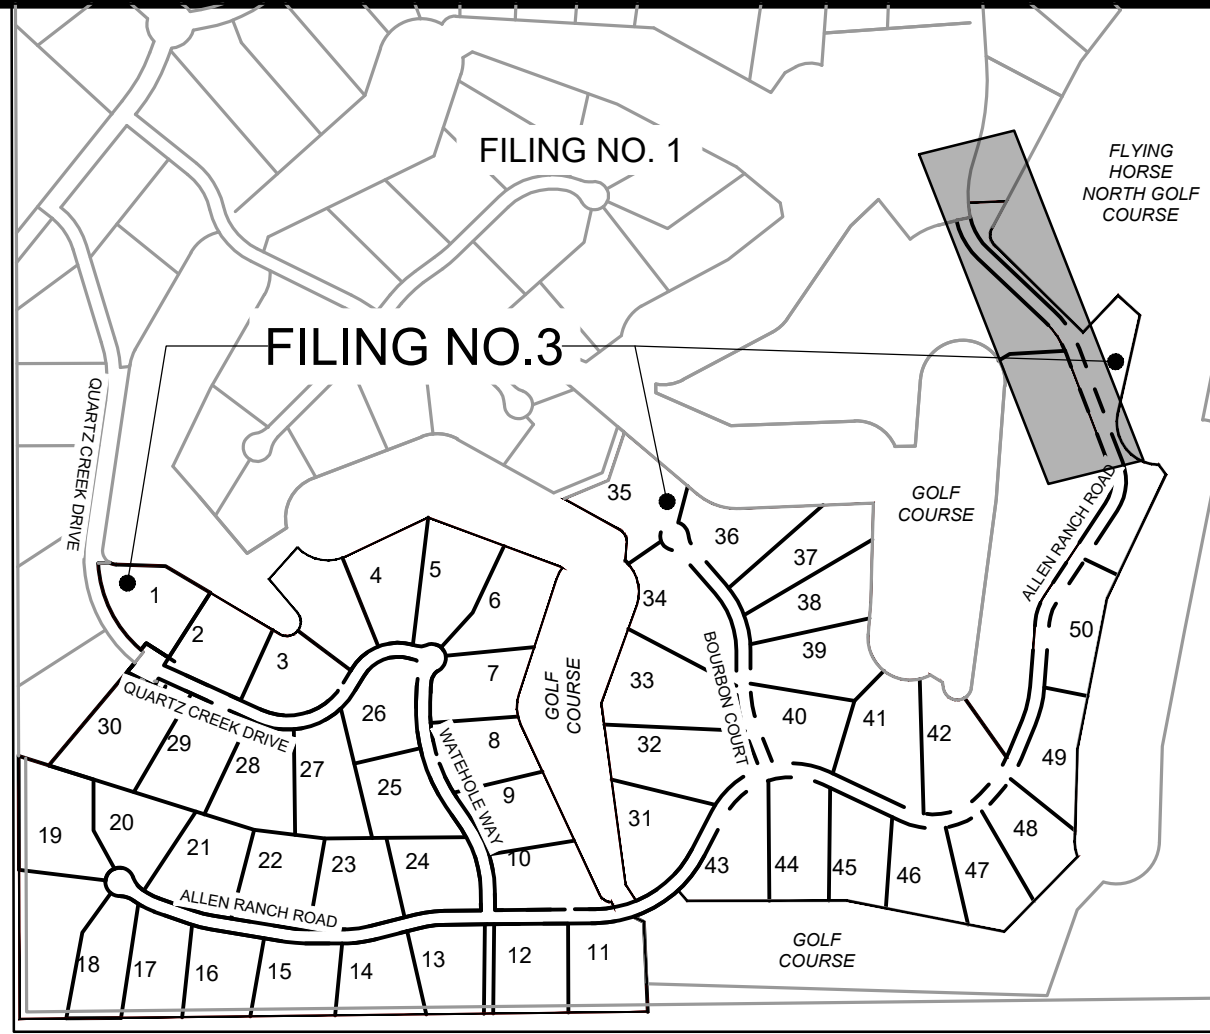 FILING NO. 1
FLYING
HORSE
NORTH GOLF
COURSE
FILING NO.3
QUARTZ CREEK DRIVE
35
GOLF
COURSE
ALLEN RANCH ROAD
36
37
38
39
1
2
3
4
5
6
34
50
BOURBON COURT
7
33
GOLF
COURSE
QUARTZ CREEK DRIVE
30
29
28
27
26
25
WATEHOLE WAY
8
9
10
32
31
40
41
42
49
48
19
20
21
22
23
24
43
44
45
46
47
ALLEN RANCH ROAD
18
17
16
15
14
13
12
11
GOLF
COURSE